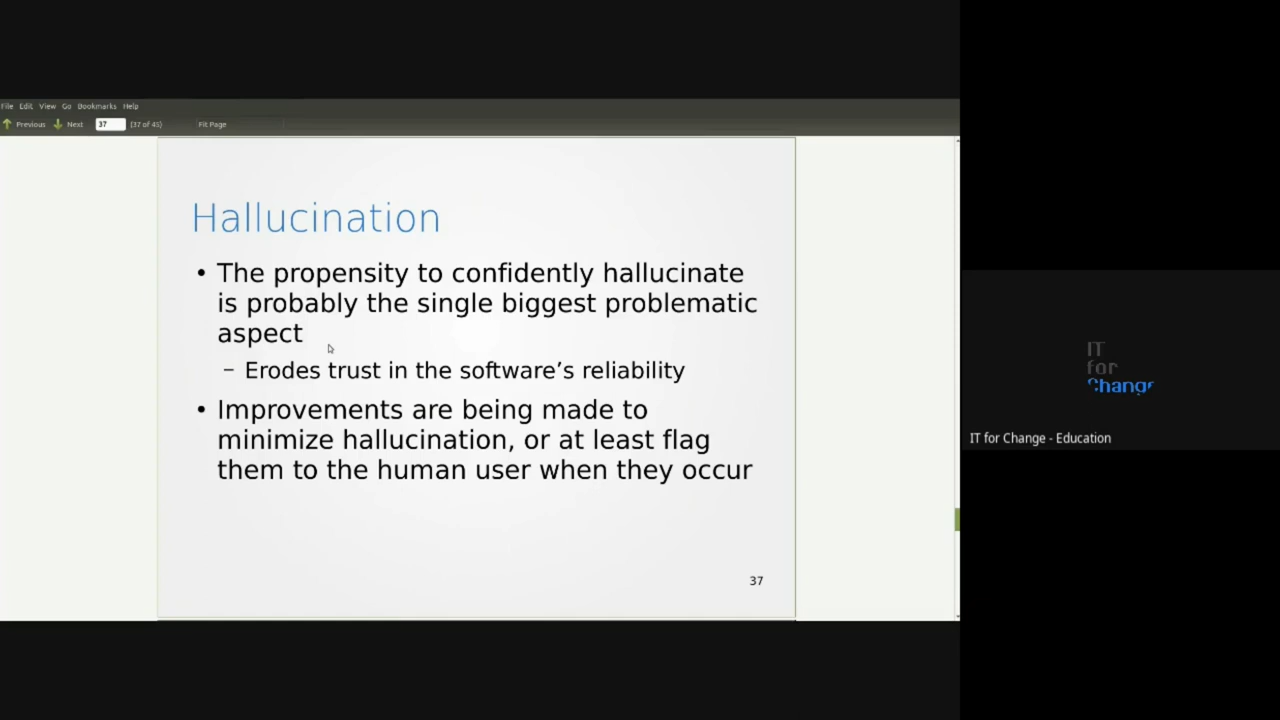 File Edit View Go Bookmarks Help
Previous Next 37 (37 of 45) Fit Page
Hallucination
• The propensity to confidently hallucinate
is probably the single biggest problematic
aspect
– Erodes trust in the software’s reliability
• Improvements are being made to
minimize hallucination, or at least flag
them to the human user when they occur
37
IT
for
Change
IT for Change - Education